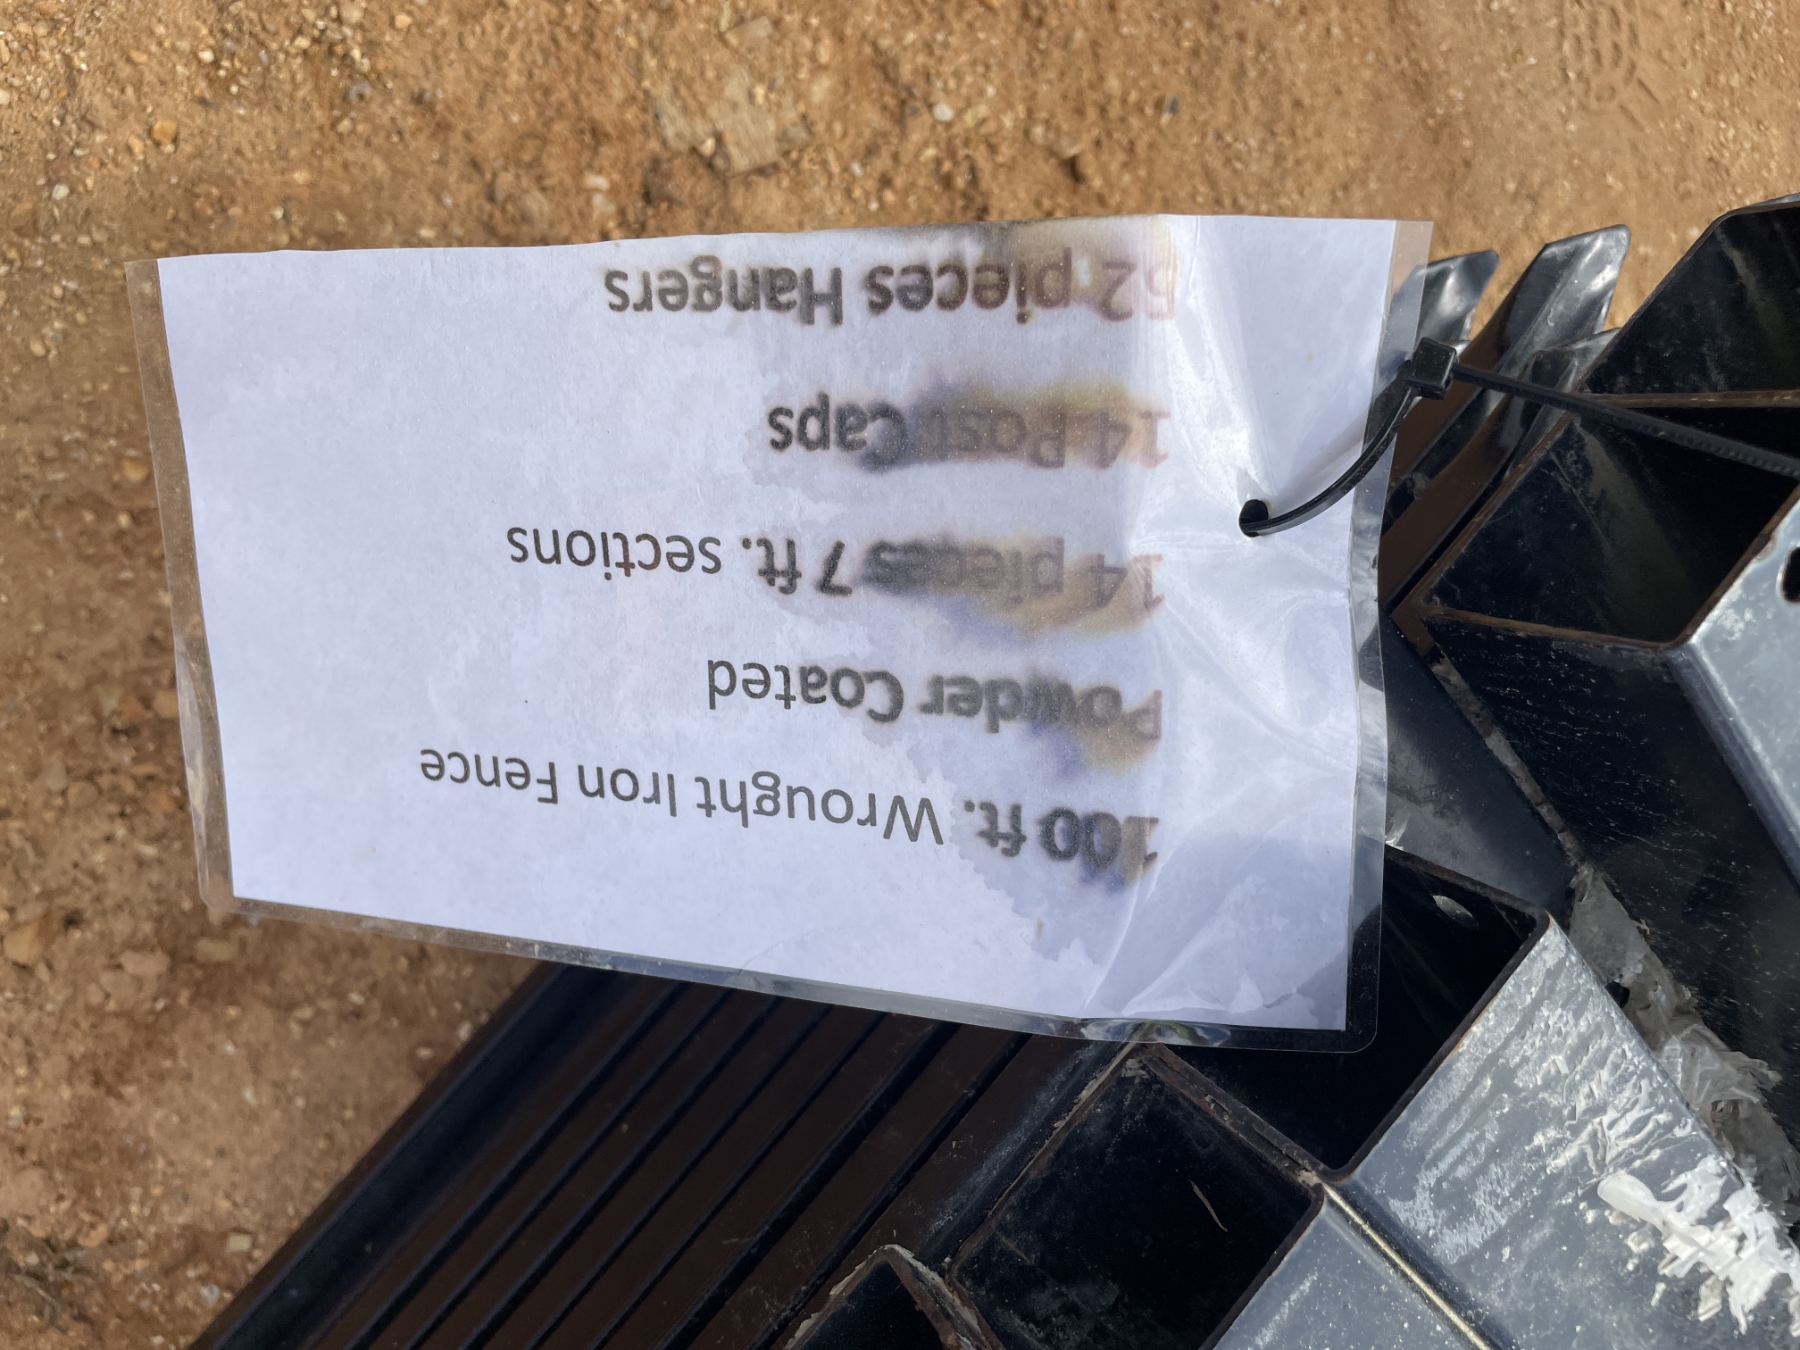 100 ft. Wrought Iron Fence
Powder Coated
14 pieces 7 ft. sections
14 Post Caps
52 pieces Hangers